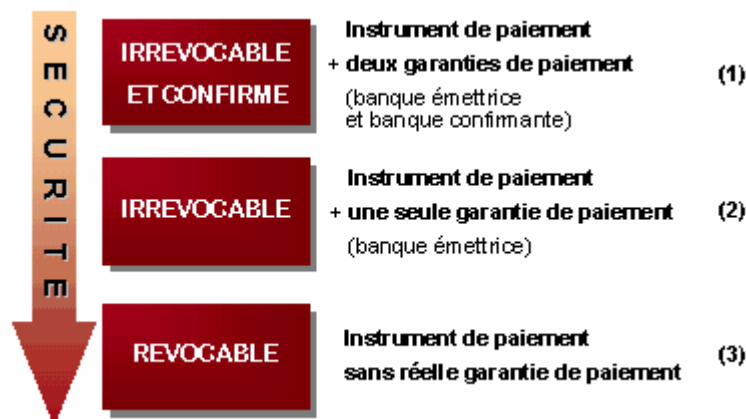 SECURITE
IRREVOCABLE
ET CONFIRME
Instrument de paiement
+ deux garanties de paiement
(banque émettrice
et banque confirmante)
(1)
IRREVOCABLE
Instrument de paiement
+ une seule garantie de paiement
(banque émettrice)
(2)
REVOCABLE
Instrument de paiement
sans réelle garantie de paiement
(3)